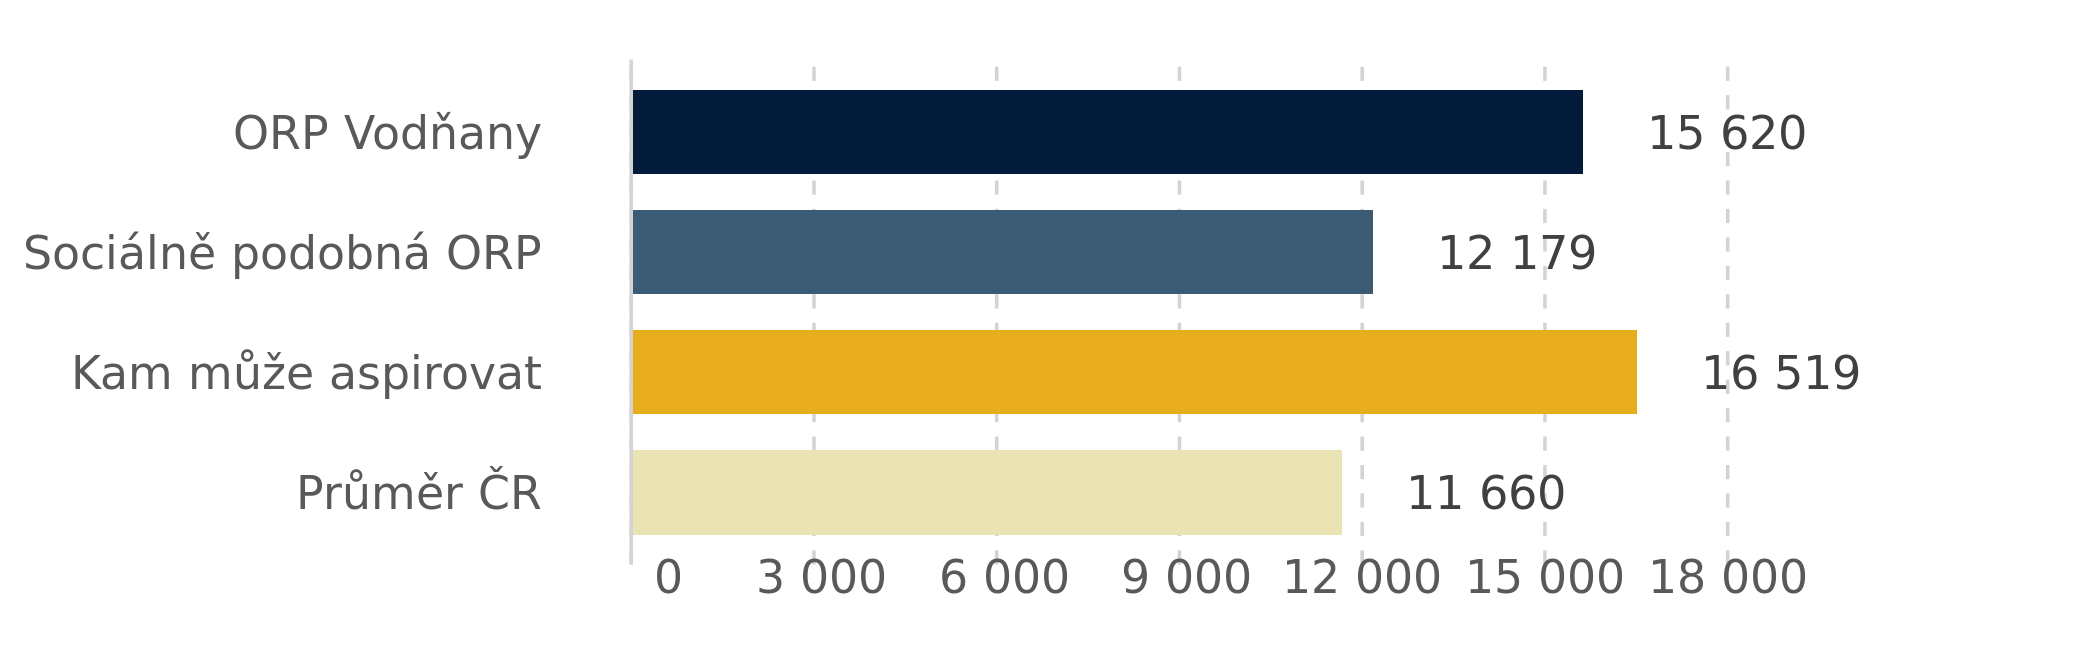 ORP Vodňany 15 620
Sociálně podobná ORP 12 179
Kam může aspirovat 16 519
Průměr ČR 11 660
0 3 000 6 000 9 000 12 000 15 000 18 000